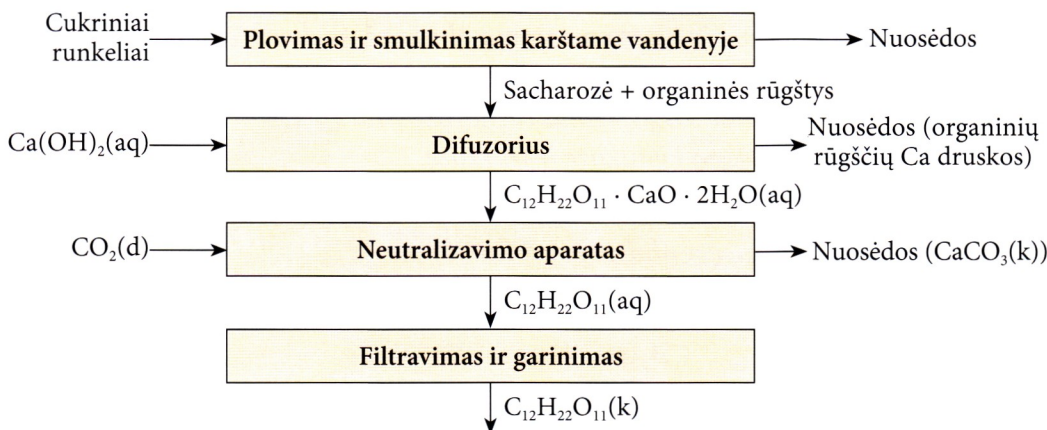 Cukriniai
runkeliai
Plovimas ir smulkinimas karštame vandenyje
Nuosėdos
Sacharozė + organinės rūgštys
Ca(OH)₂(aq)
Difuzorius
Nuosėdos (organinių
rūgščių Ca druskos)
C₁₂H₂₂O₁₁ · CaO · 2H₂O(aq)
CO₂(d)
Neutralizavimo aparatas
Nuosėdos (CaCO₃(k))
C₁₂H₂₂O₁₁(aq)
Filtravimas ir garinimas
C₁₂H₂₂O₁₁(k)